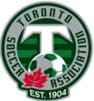 TORONTO
T
SOCCER ASSOCIATION
EST. 1904